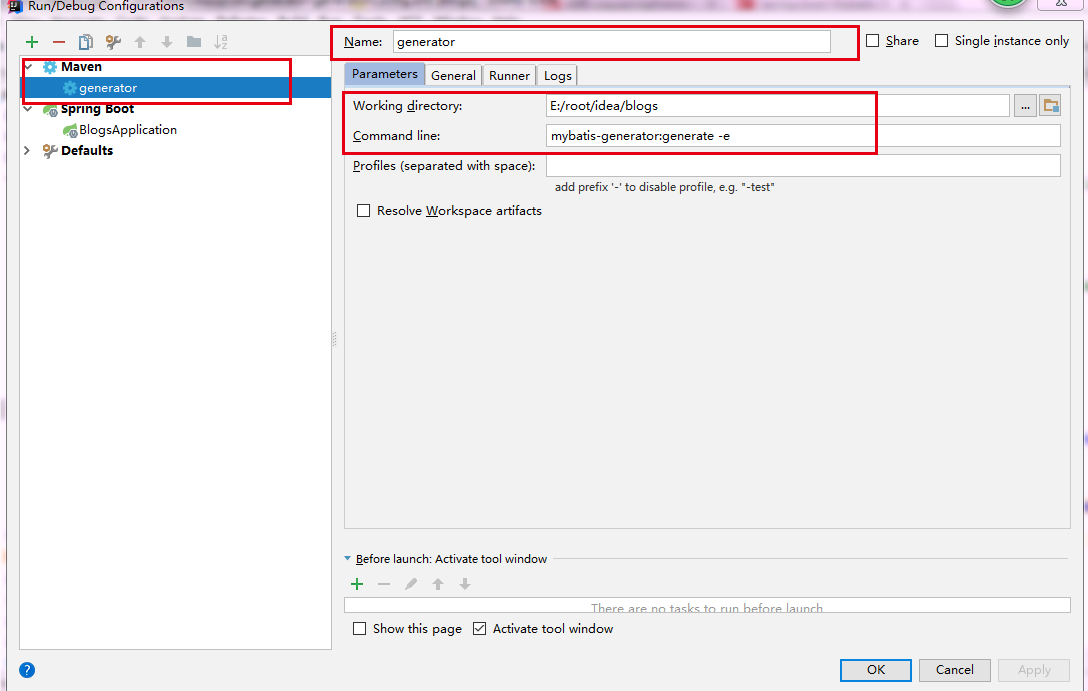 Run/Debug Configurations
Name: generator Share Single instance only
Maven
generator
Spring Boot
BlogsApplication
Defaults
Parameters General Runner Logs
Working directory: E:/root/idea/blogs ...
Command line: mybatis-generator:generate -e
Profiles (separated with space):
add prefix '-' to disable profile, e.g. "-test"
Resolve Workspace artifacts
Before launch: Activate tool window
There are no tasks to run before launch
Show this page Activate tool window
? OK Cancel Apply